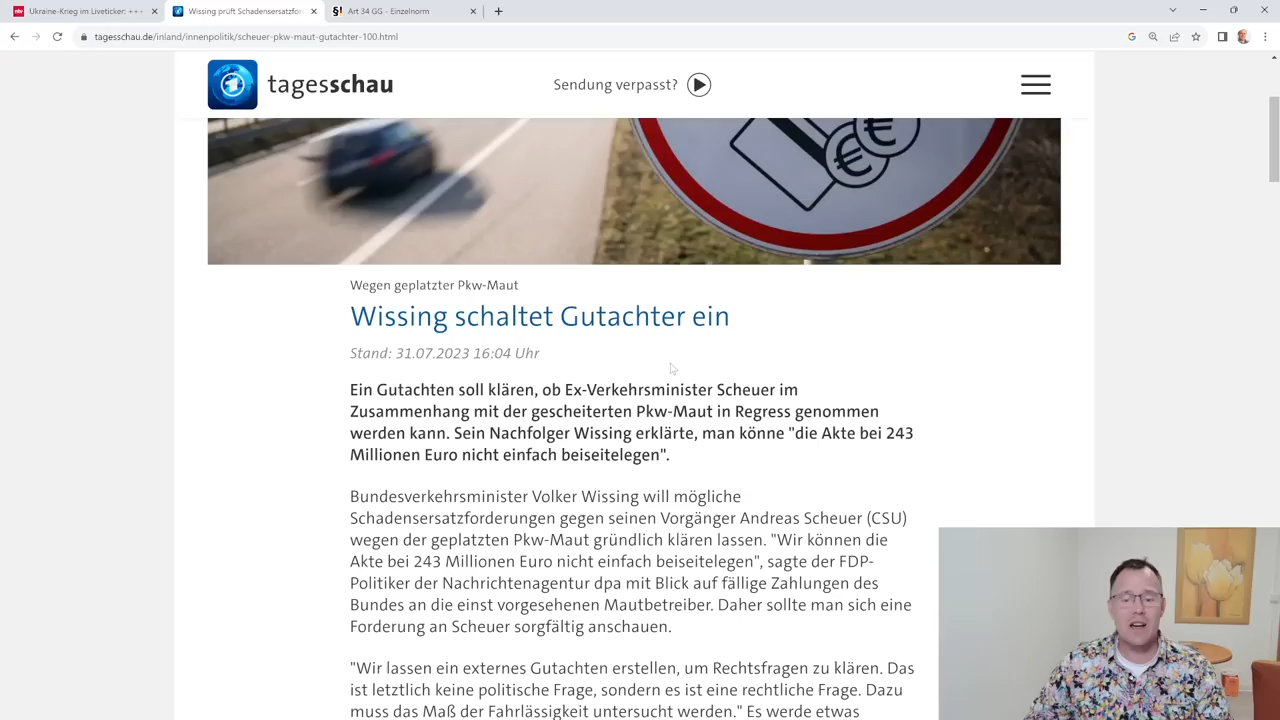 Ukraine-Krieg im Liveticker: +++
Wissing prüft Schadensersatzfor
Art 34 GG - Einzelnorm
tagesschau.de/inland/innenpolitik/scheuer-pkw-maut-gutachter-100.html
tagesschau
Sendung verpasst?
Wegen geplatzter Pkw-Maut
Wissing schaltet Gutachter ein
Stand: 31.07.2023 16:04 Uhr
Ein Gutachten soll klären, ob Ex-Verkehrsminister Scheuer im
Zusammenhang mit der gescheiterten Pkw-Maut in Regress genommen
werden kann. Sein Nachfolger Wissing erklärte, man könne "die Akte bei 243
Millionen Euro nicht einfach beiseitelegen".
Bundesverkehrsminister Volker Wissing will mögliche
Schadensersatzforderungen gegen seinen Vorgänger Andreas Scheuer (CSU)
wegen der geplatzten Pkw-Maut gründlich klären lassen. "Wir können die
Akte bei 243 Millionen Euro nicht einfach beiseitelegen", sagte der FDP-
Politiker der Nachrichtenagentur dpa mit Blick auf fällige Zahlungen des
Bundes an die einst vorgesehenen Mautbetreiber. Daher sollte man sich eine
Forderung an Scheuer sorgfältig anschauen.
"Wir lassen ein externes Gutachten erstellen, um Rechtsfragen zu klären. Das
ist letztlich keine politische Frage, sondern es ist eine rechtliche Frage. Dazu
muss das Maß der Fahrlässigkeit untersucht werden." Es werde etwas